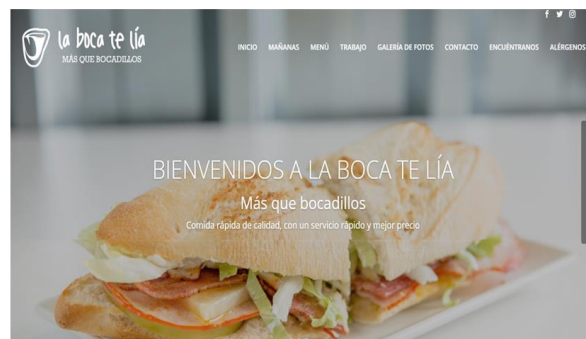 la boca te lía
MÁS QUE BOCADILLOS
INICIO MAÑANAS MENÚ TRABAJO GALERÍA DE FOTOS CONTACTO ENCUÉNTRANOS ALÉRGENOS
BIENVENIDOS A LA BOCA TE LÍA
Más que bocadillos
Comida rápida de calidad, con un servicio rápido y mejor precio